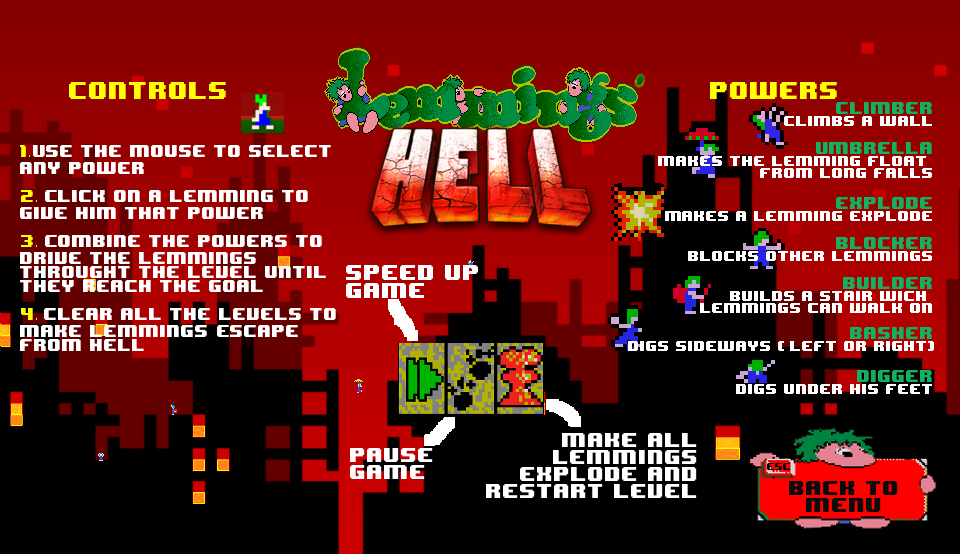 Lemmings
HELL
CONTROLS
1.USE THE MOUSE TO SELECT
ANY POWER
2. CLICK ON A LEMMING TO
GIVE HIM THAT POWER
3. COMBINE THE POWERS TO
DRIVE THE LEMMINGS
THROUGHT THE LEVEL UNTIL
THEY REACH THE GOAL
4. CLEAR ALL THE LEVELS TO
MAKE LEMMINGS ESCAPE
FROM HELL
SPEED UP
GAME
PAUSE
GAME
MAKE ALL
LEMMINGS
EXPLODE AND
RESTART LEVEL
POWERS
CLIMBER
CLIMBS A WALL
UMBRELLA
MAKES THE LEMMING FLOAT
FROM LONG FALLS
EXPLODE
MAKES A LEMMING EXPLODE
BLOCKER
BLOCKS OTHER LEMMINGS
BUILDER
BUILDS A STAIR WICH
LEMMINGS CAN WALK ON
BASHER
DIGS SIDEWAYS (LEFT OR RIGHT)
DIGGER
DIGS UNDER HIS FEET
ESC
BACK TO
MENU